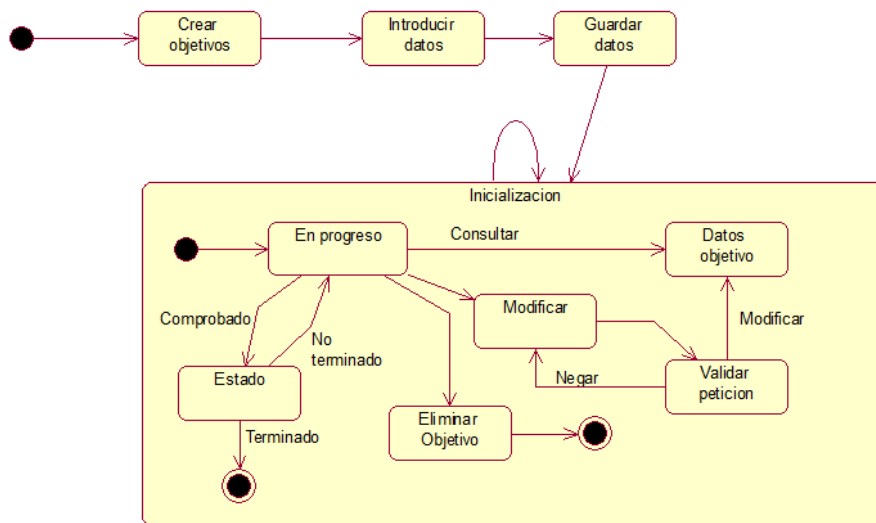 Crear
objetivos
Introducir
datos
Guardar
datos
Inicializacion
En progreso
Consultar
Datos
objetivo
Comprobado
No
terminado
Modificar
Modificar
Estado
Negar
Validar
peticion
Terminado
Eliminar
Objetivo